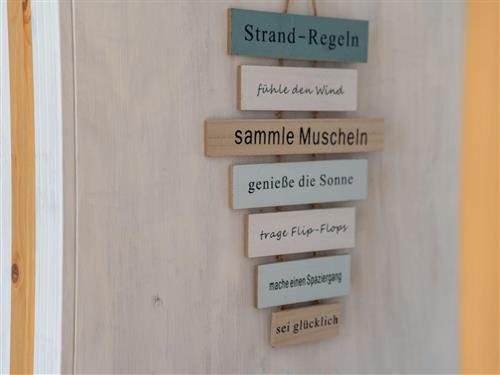 Strand-Regeln
fühle den Wind
sammle Muscheln
genieße die Sonne
trage Flip-Flops
mache einen Spaziergang
sei glücklich